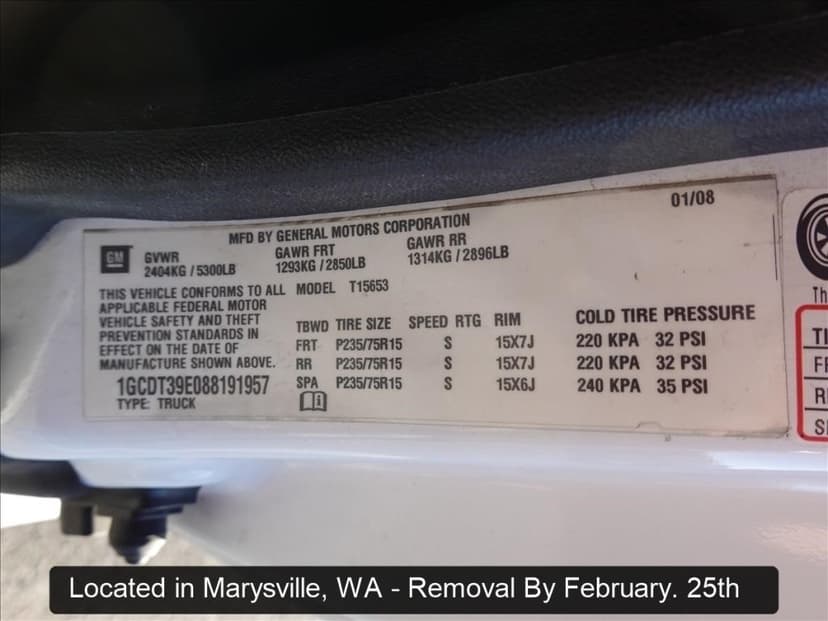 01/08
MFD BY GENERAL MOTORS CORPORATION
GM
GVWR GAWR FRT GAWR RR
2404KG / 5300LB 1293KG / 2850LB 1314KG / 2896LB
THIS VEHICLE CONFORMS TO ALL
APPLICABLE FEDERAL MOTOR
VEHICLE SAFETY AND THEFT
PREVENTION STANDARDS IN
EFFECT ON THE DATE OF
MANUFACTURE SHOWN ABOVE.
1GCDT39E088191957
TYPE: TRUCK
MODEL T15653
TBWD TIRE SIZE SPEED RTG RIM COLD TIRE PRESSURE
FRT P235/75R15 S 15X7J 220 KPA 32 PSI
RR P235/75R15 S 15X7J 220 KPA 32 PSI
SPA P235/75R15 S 15X6J 240 KPA 35 PSI
Th
TI
Located in Marysville, WA - Removal By February. 25th